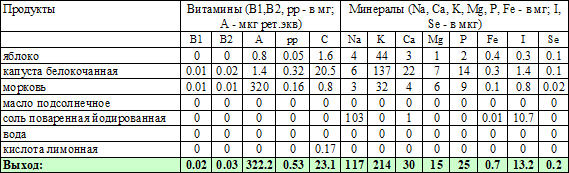 Продукты Витамины (B1,B2, pp - в мг; Минералы (Na, Ca, K, Mg, P, Fe - в мг; I,
А - мкг рет.экв) Se - в мкг)
B1 B2 A pp C Na K Ca Mg P Fe I Se
яблоко 0 0 0.8 0.05 1.6 4 44 3 1 2 0.4 0.3 0.1
капуста белокочанная 0.01 0.02 1.4 0.32 20.5 6 137 22 7 14 0.3 1.4 0.1
морковь 0.01 0.01 320 0.16 0.8 3 32 4 6 9 0.1 0.8 0.02
масло подсолнечное 0 0 0 0 0 0 0 0 0 0 0 0 0
соль поваренная йодированная 0 0 0 0 0 103 0 1 0 0 0.01 10.7 0
вода 0 0 0 0 0 0 0 0 0 0 0 0 0
кислота лимонная 0 0 0 0 0.17 0 0 0 0 0 0 0 0
Выход: 0.02 0.03 322.2 0.53 23.1 117 214 30 15 25 0.7 13.2 0.2